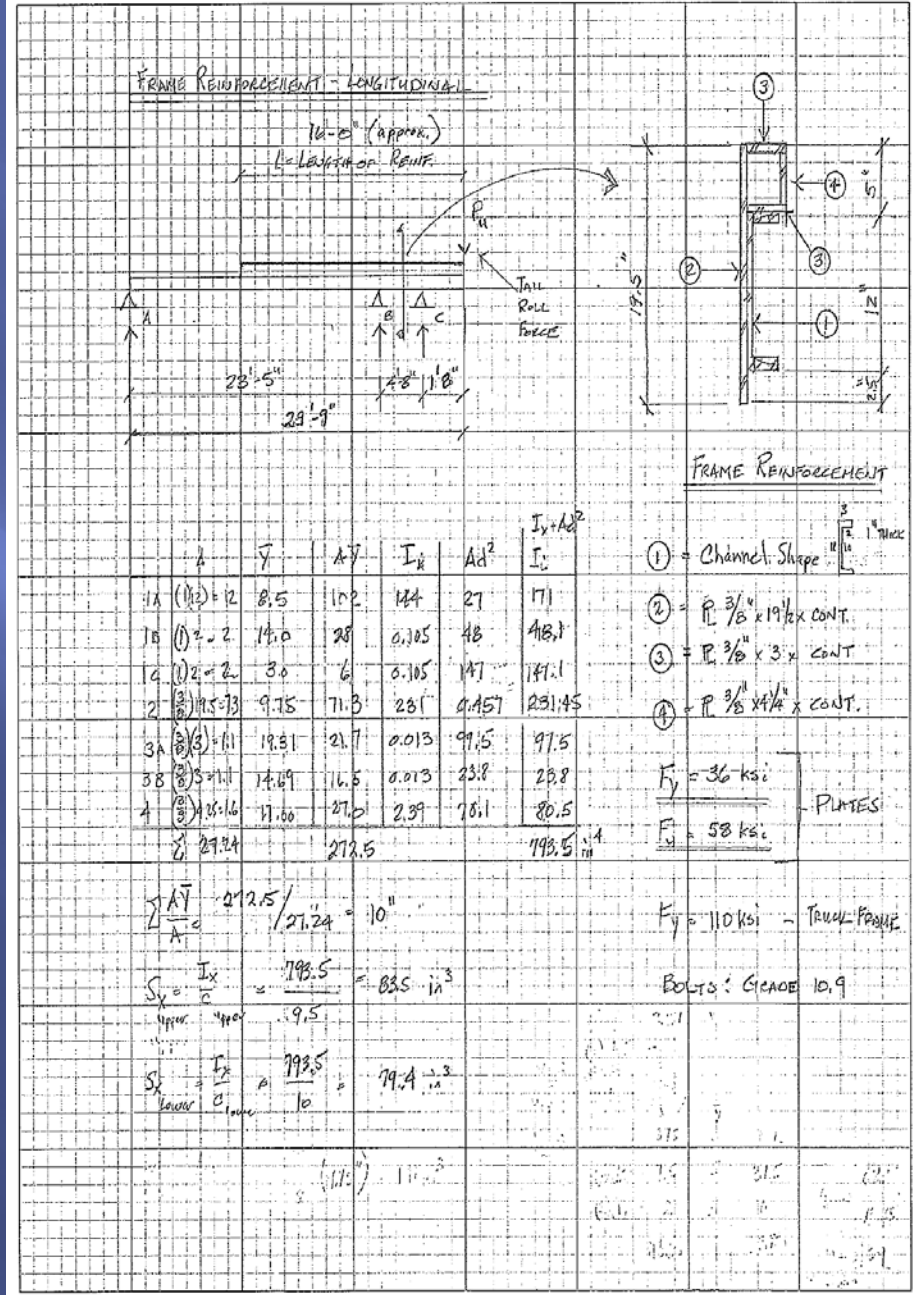 FRAME REINFORCEMENT - LONGITUDINAL
16-0" (approx.)
L = LENGTH OF REINF.
P
TAIL
ROLL
FORCE
A
B
C
23'-5"
4'8"
1'8"
29'-9"
3
4
5"
3
2
19.5"
12"
1
2.5"
FRAME REINFORCEMENT
A Ȳ AȲ Ix Ad² Ix+Ad²
1A (1)(12) = 12 8.5 102 144 27 171
1B (1)2 = 2 14.0 28 0.105 48 48.1
1C (1)2 = 2 3.0 6 0.105 147 147.1
2 (3/8)19.5=7.3 9.75 71.3 231 0.457 231.45
3A (3/8)(3)=1.1 19.31 21.7 0.013 97.5 97.5
3B (3/8)3=1.1 14.69 16.5 0.013 23.8 23.8
4 (3/8)4.25=1.6 17.00 27.0 2.39 78.1 80.5
Σ 27.24 272.5 793.5 in⁴
① = Channel Shape 1" THICK
3
12
2
10
② = PL 3/8" x 19 1/2 x CONT.
③ = PL 3/8" x 3 x CONT
④ = PL 3/8" x 4 1/4" x CONT.
Fy = 36 ksi
Fu = 58 ksi
PLATES
Σ AȲ/A = 272.5/27.24 = 10"
Fy = 110 ksi - TRUCK FRAME
Sx upper = Ix/c upper = 793.5/9.5 = 83.5 in³
BOLTS: GRADE 10.9
Sx Lower = Ix/c lower = 793.5/10 = 79.4 in³